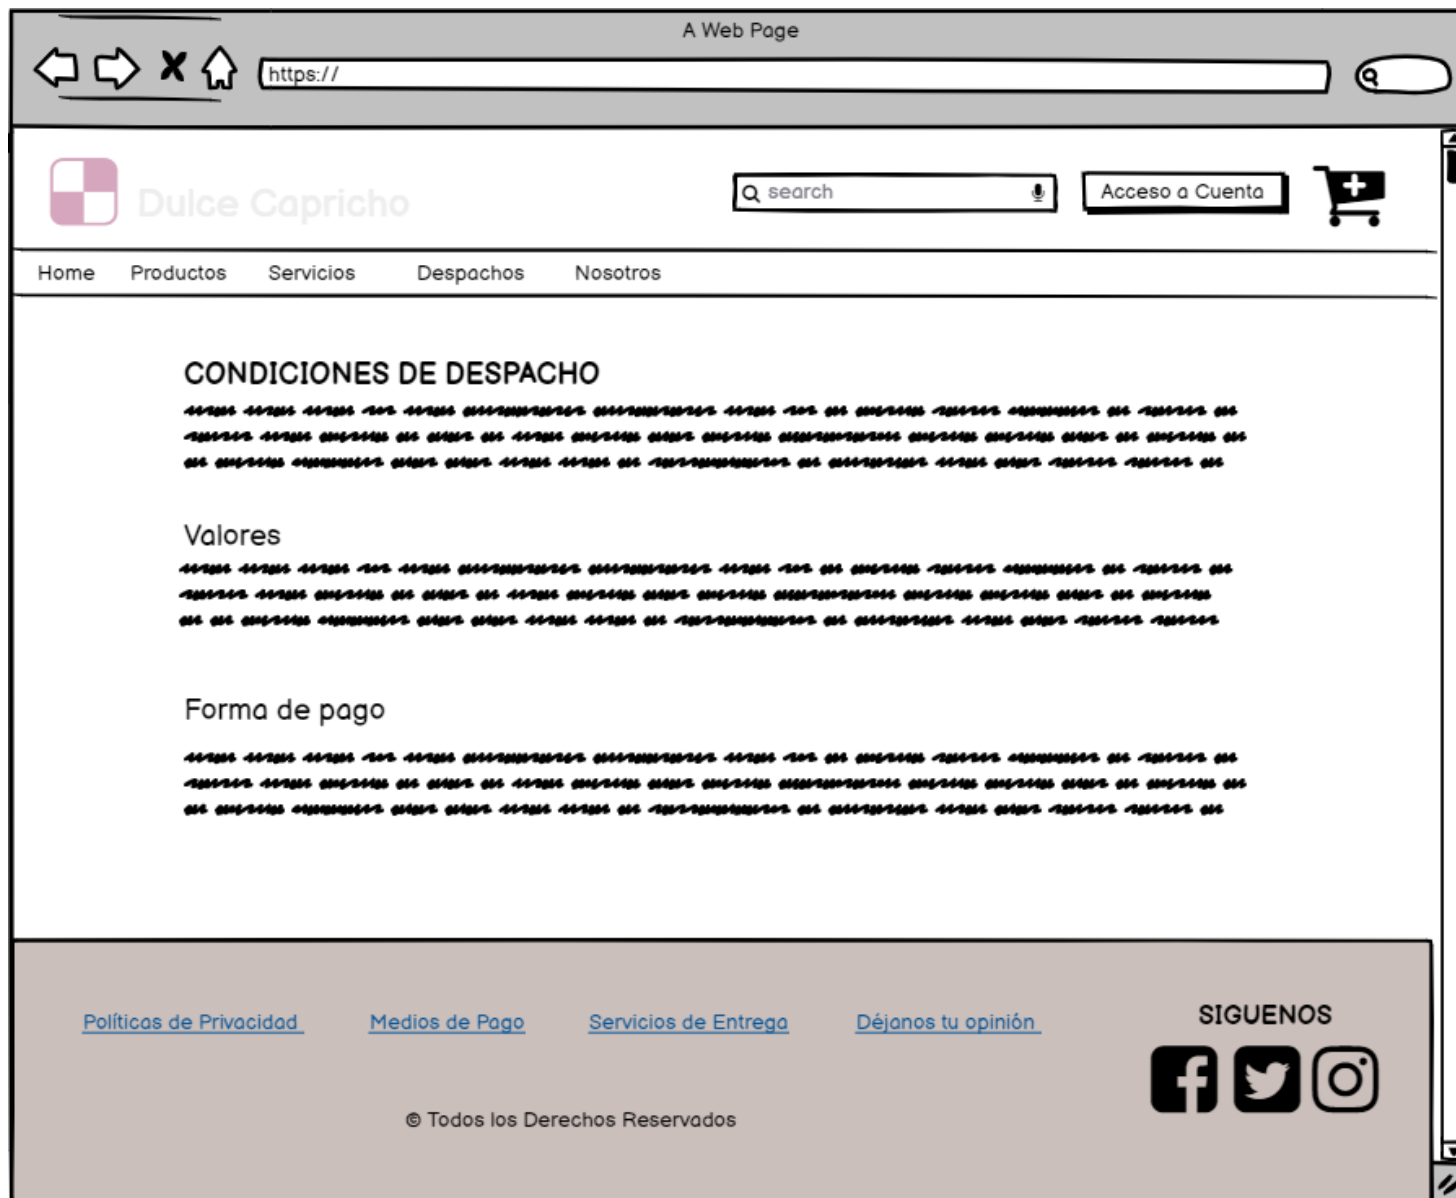 A Web Page
https://
Dulce Capricho
search
Acceso a Cuenta
Home Productos Servicios Despachos Nosotros
CONDICIONES DE DESPACHO
Valores
Forma de pago
Políticas de Privacidad Medios de Pago Servicios de Entrega Déjanos tu opinión
SIGUENOS
© Todos los Derechos Reservados